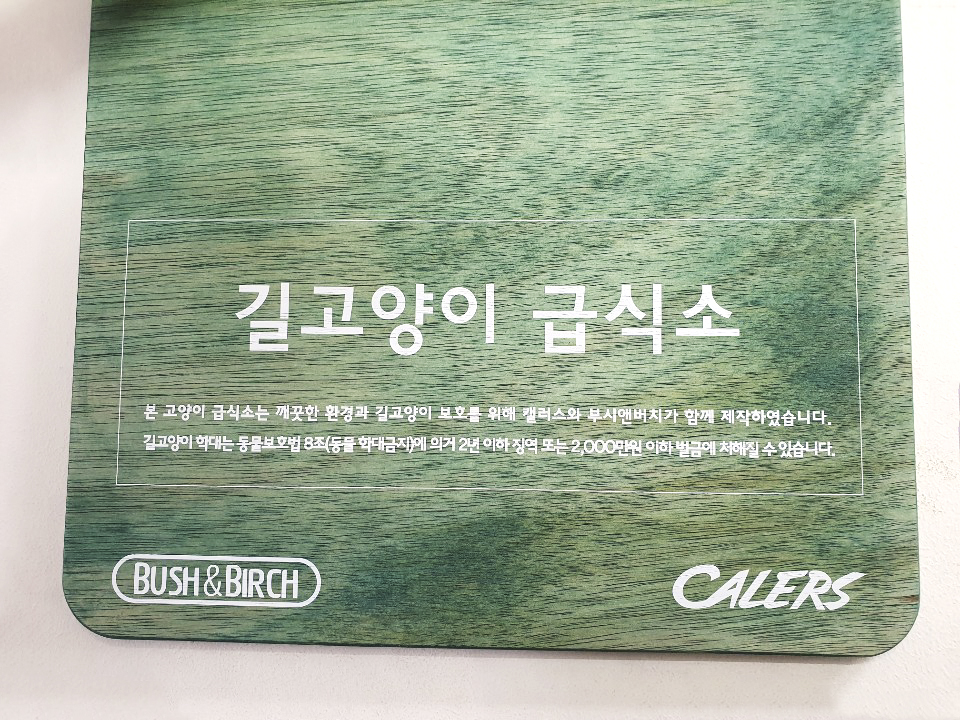 길고양이 급식소
본 고양이 급식소는 깨끗한 환경과 길고양이 보호를 위해 캘러스와 부시앤버치가 함께 제작하였습니다.
길고양이 학대는 동물보호법 8조(동물 학대금지)에 의거 2년 이하 징역 또는 2,000만원 이하 벌금에 처해질 수 있습니다.
BUSH&BIRCH
CALERS